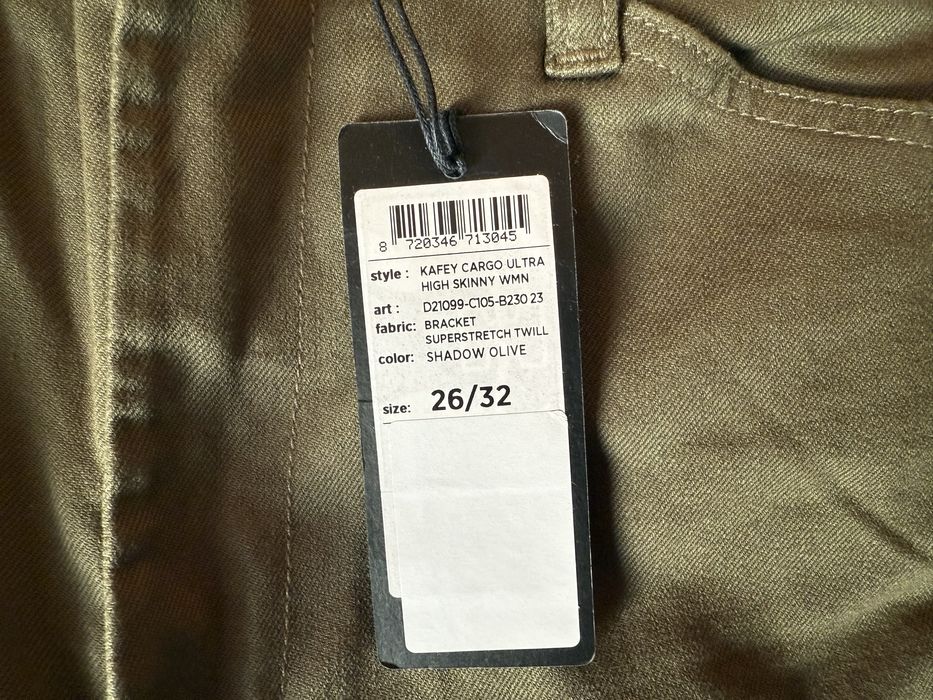 8 720346 713045
style : KAFEY CARGO ULTRA
HIGH SKINNY WMN
art : D21099-C105-B230 23
fabric: BRACKET
SUPERSTRETCH TWILL
color: SHADOW OLIVE
size: 26/32